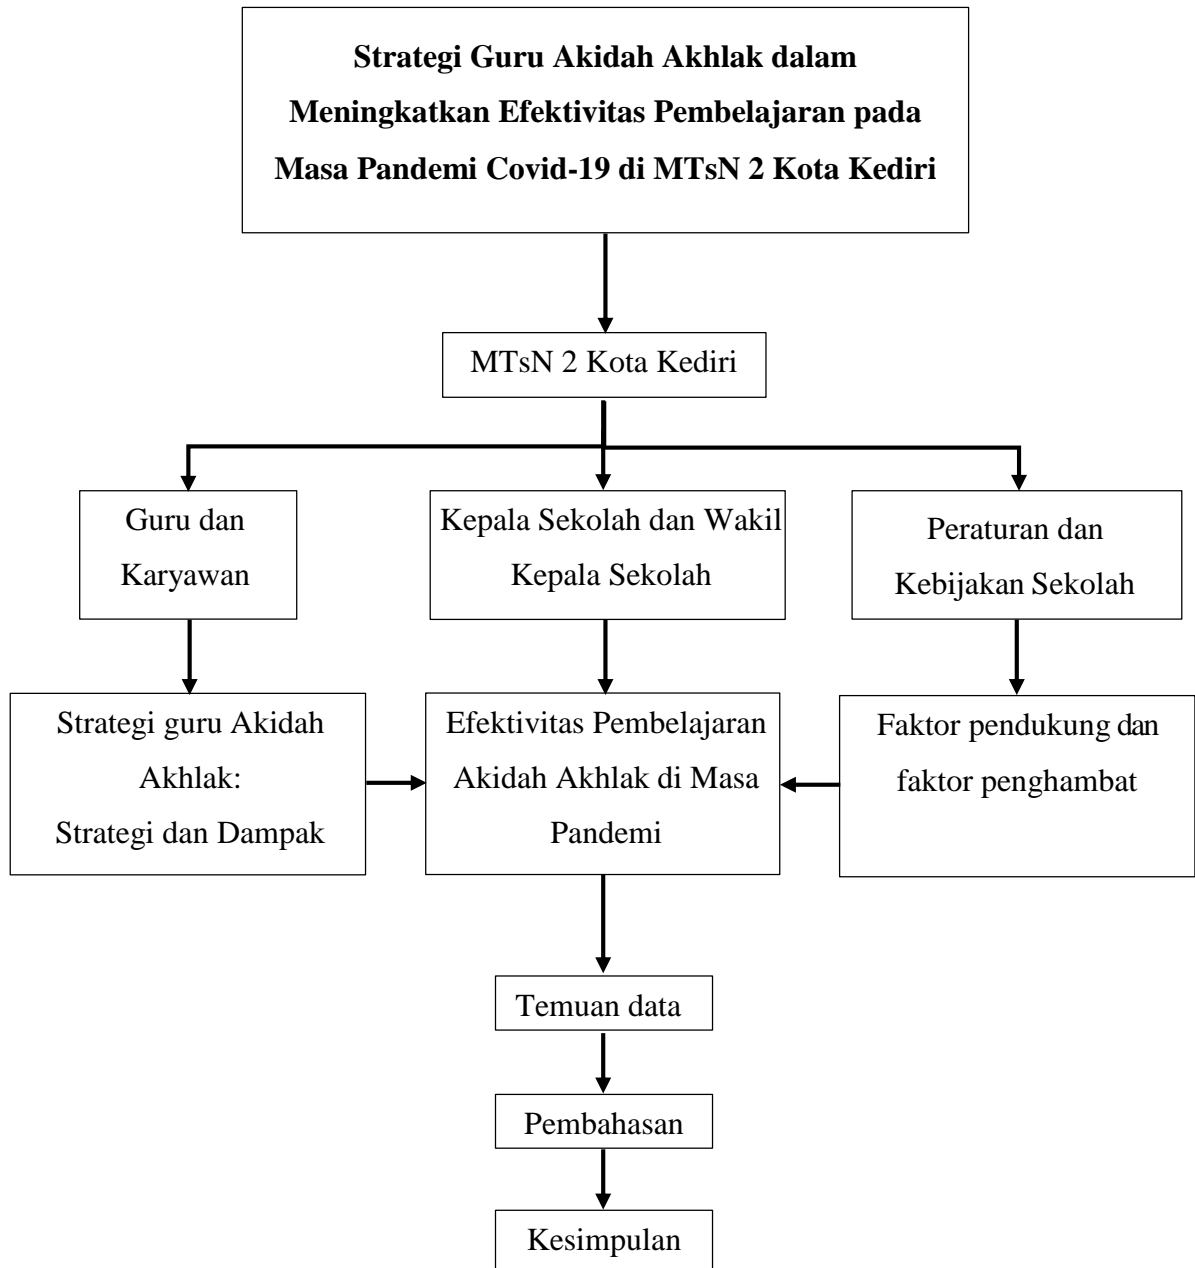 Strategi Guru Akidah Akhlak dalam
Meningkatkan Efektivitas Pembelajaran pada
Masa Pandemi Covid-19 di MTsN 2 Kota Kediri
MTsN 2 Kota Kediri
Guru dan
Karyawan
Kepala Sekolah dan Wakil
Kepala Sekolah
Peraturan dan
Kebijakan Sekolah
Strategi guru Akidah
Akhlak:
Strategi dan Dampak
Efektivitas Pembelajaran
Akidah Akhlak di Masa
Pandemi
Faktor pendukung dan
faktor penghambat
Temuan data
Pembahasan
Kesimpulan